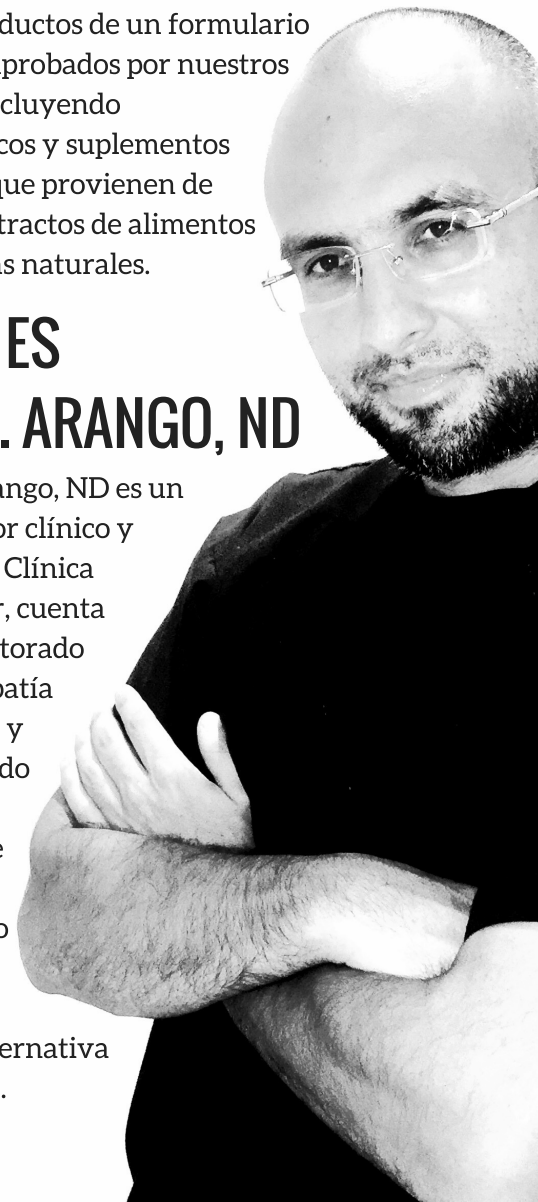 ductos de un formulario
probados por nuestros
cluyendo
cos y suplementos
que provienen de
tractos de alimentos
s naturales.
ES
. ARANGO, ND
ango, ND es un
or clínico y
Clínica
r, cuenta
torado
patía
y
do
e
o
ernativa
.